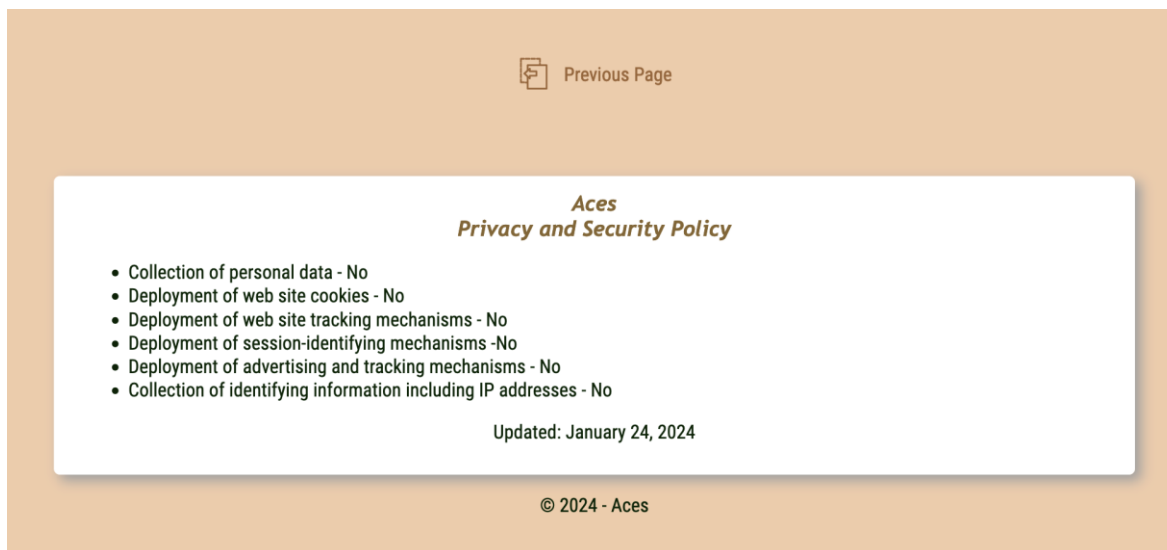 Previous Page
Aces
Privacy and Security Policy
• Collection of personal data - No
• Deployment of web site cookies - No
• Deployment of web site tracking mechanisms - No
• Deployment of session-identifying mechanisms -No
• Deployment of advertising and tracking mechanisms - No
• Collection of identifying information including IP addresses - No
Updated: January 24, 2024
© 2024 - Aces